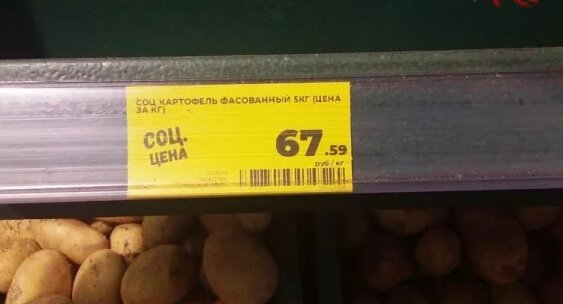 СОЦ КАРТОФЕЛЬ ФАСОВАННЫЙ 5КГ (ЦЕНА
ЗА КГ)
СОЦ.
ЦЕНА
67.59
руб / кг